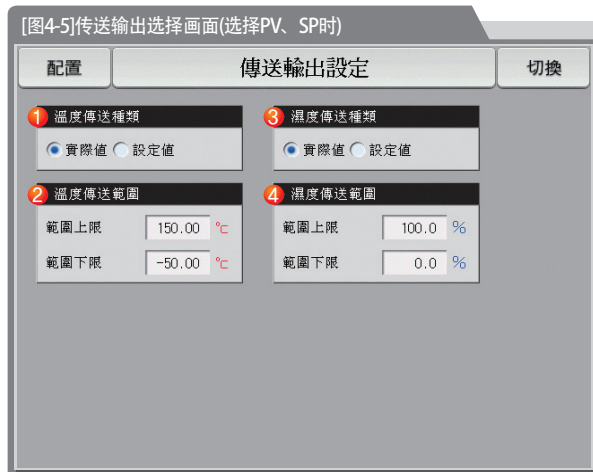 [图4-5]传送输出选择画面(选择PV、SP时)
配置
傳送輸出設定
切換
1 溫度傳送種類
實際値 設定値
2 溫度傳送範圍
範圍上限 150.00 ℃
範圍下限 -50.00 ℃
3 濕度傳送種類
實際値 設定値
4 濕度傳送範圍
範圍上限 100.0 %
範圍下限 0.0 %